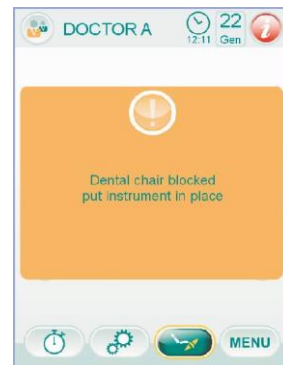 DOCTOR A
12:11
22
Gen
i
!
Dental chair blocked
put instrument in place
MENU